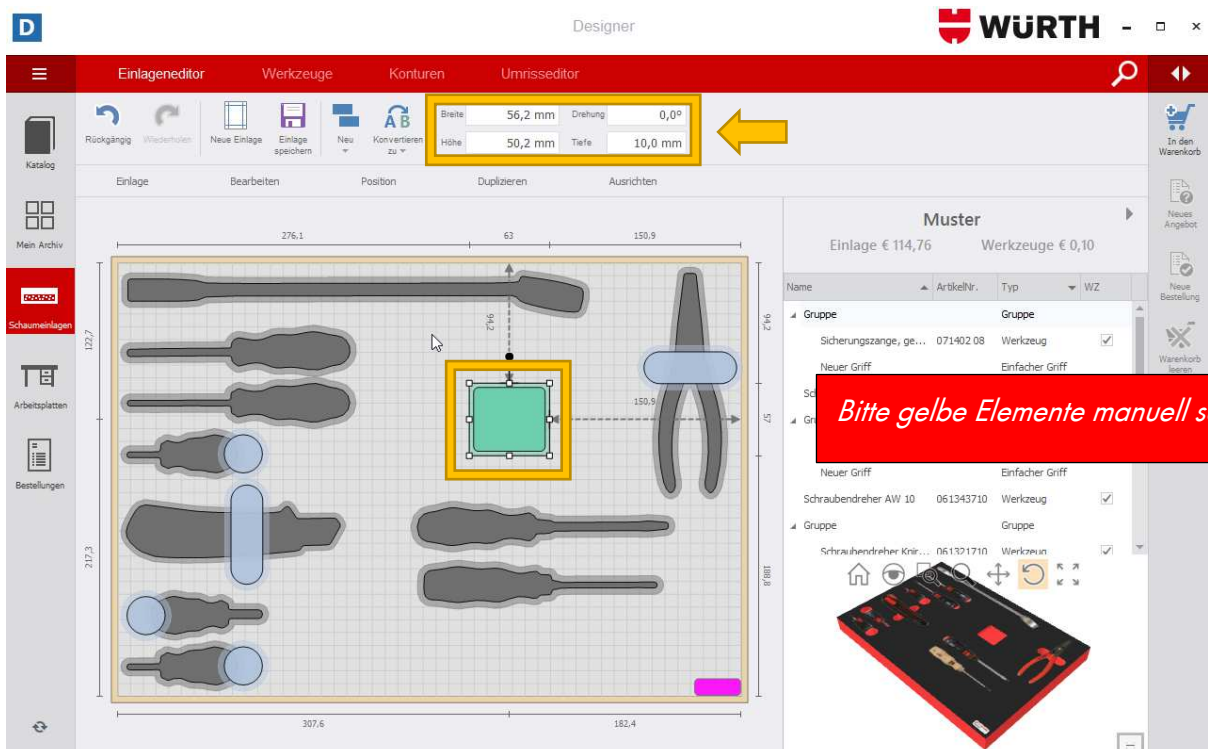 D
Designer
WÜRTH
Einlageneditor
Werkzeuge
Konturen
Umrisseditor
Katalog
Mein Archiv
Schaumeinlagen
Arbeitsplatten
Bestellungen
Rückgängig
Wiederholen
Neue Einlage
Einlage
speichern
Neu
Konvertieren
zu
Breite 56,2 mm Drehung 0,0º
Höhe 50,2 mm Tiefe 10,0 mm
Einlage
Bearbeiten
Position
Duplizieren
Ausrichten
276,1 63 150,9
122,7
217,3
94,2
150,9
94,2
57
188,8
307,6 182,4
Muster
Einlage € 114,76 Werkzeuge € 0,10
Name ArtikelNr. Typ WZ
Gruppe Gruppe
Sicherungszange, ge... 071402 08 Werkzeug
Neuer Griff Einfacher Griff
Sc
Gr
Bitte gelbe Elemente manuell s
Neuer Griff Einfacher Griff
Schraubendreher AW 10 061343710 Werkzeug
Gruppe Gruppe
Schraubendreher Knir... 061321710 Werkzeug
In den
Warenkorb
Neues
Angebot
Neue
Bestellung
Warenkorb
leeren